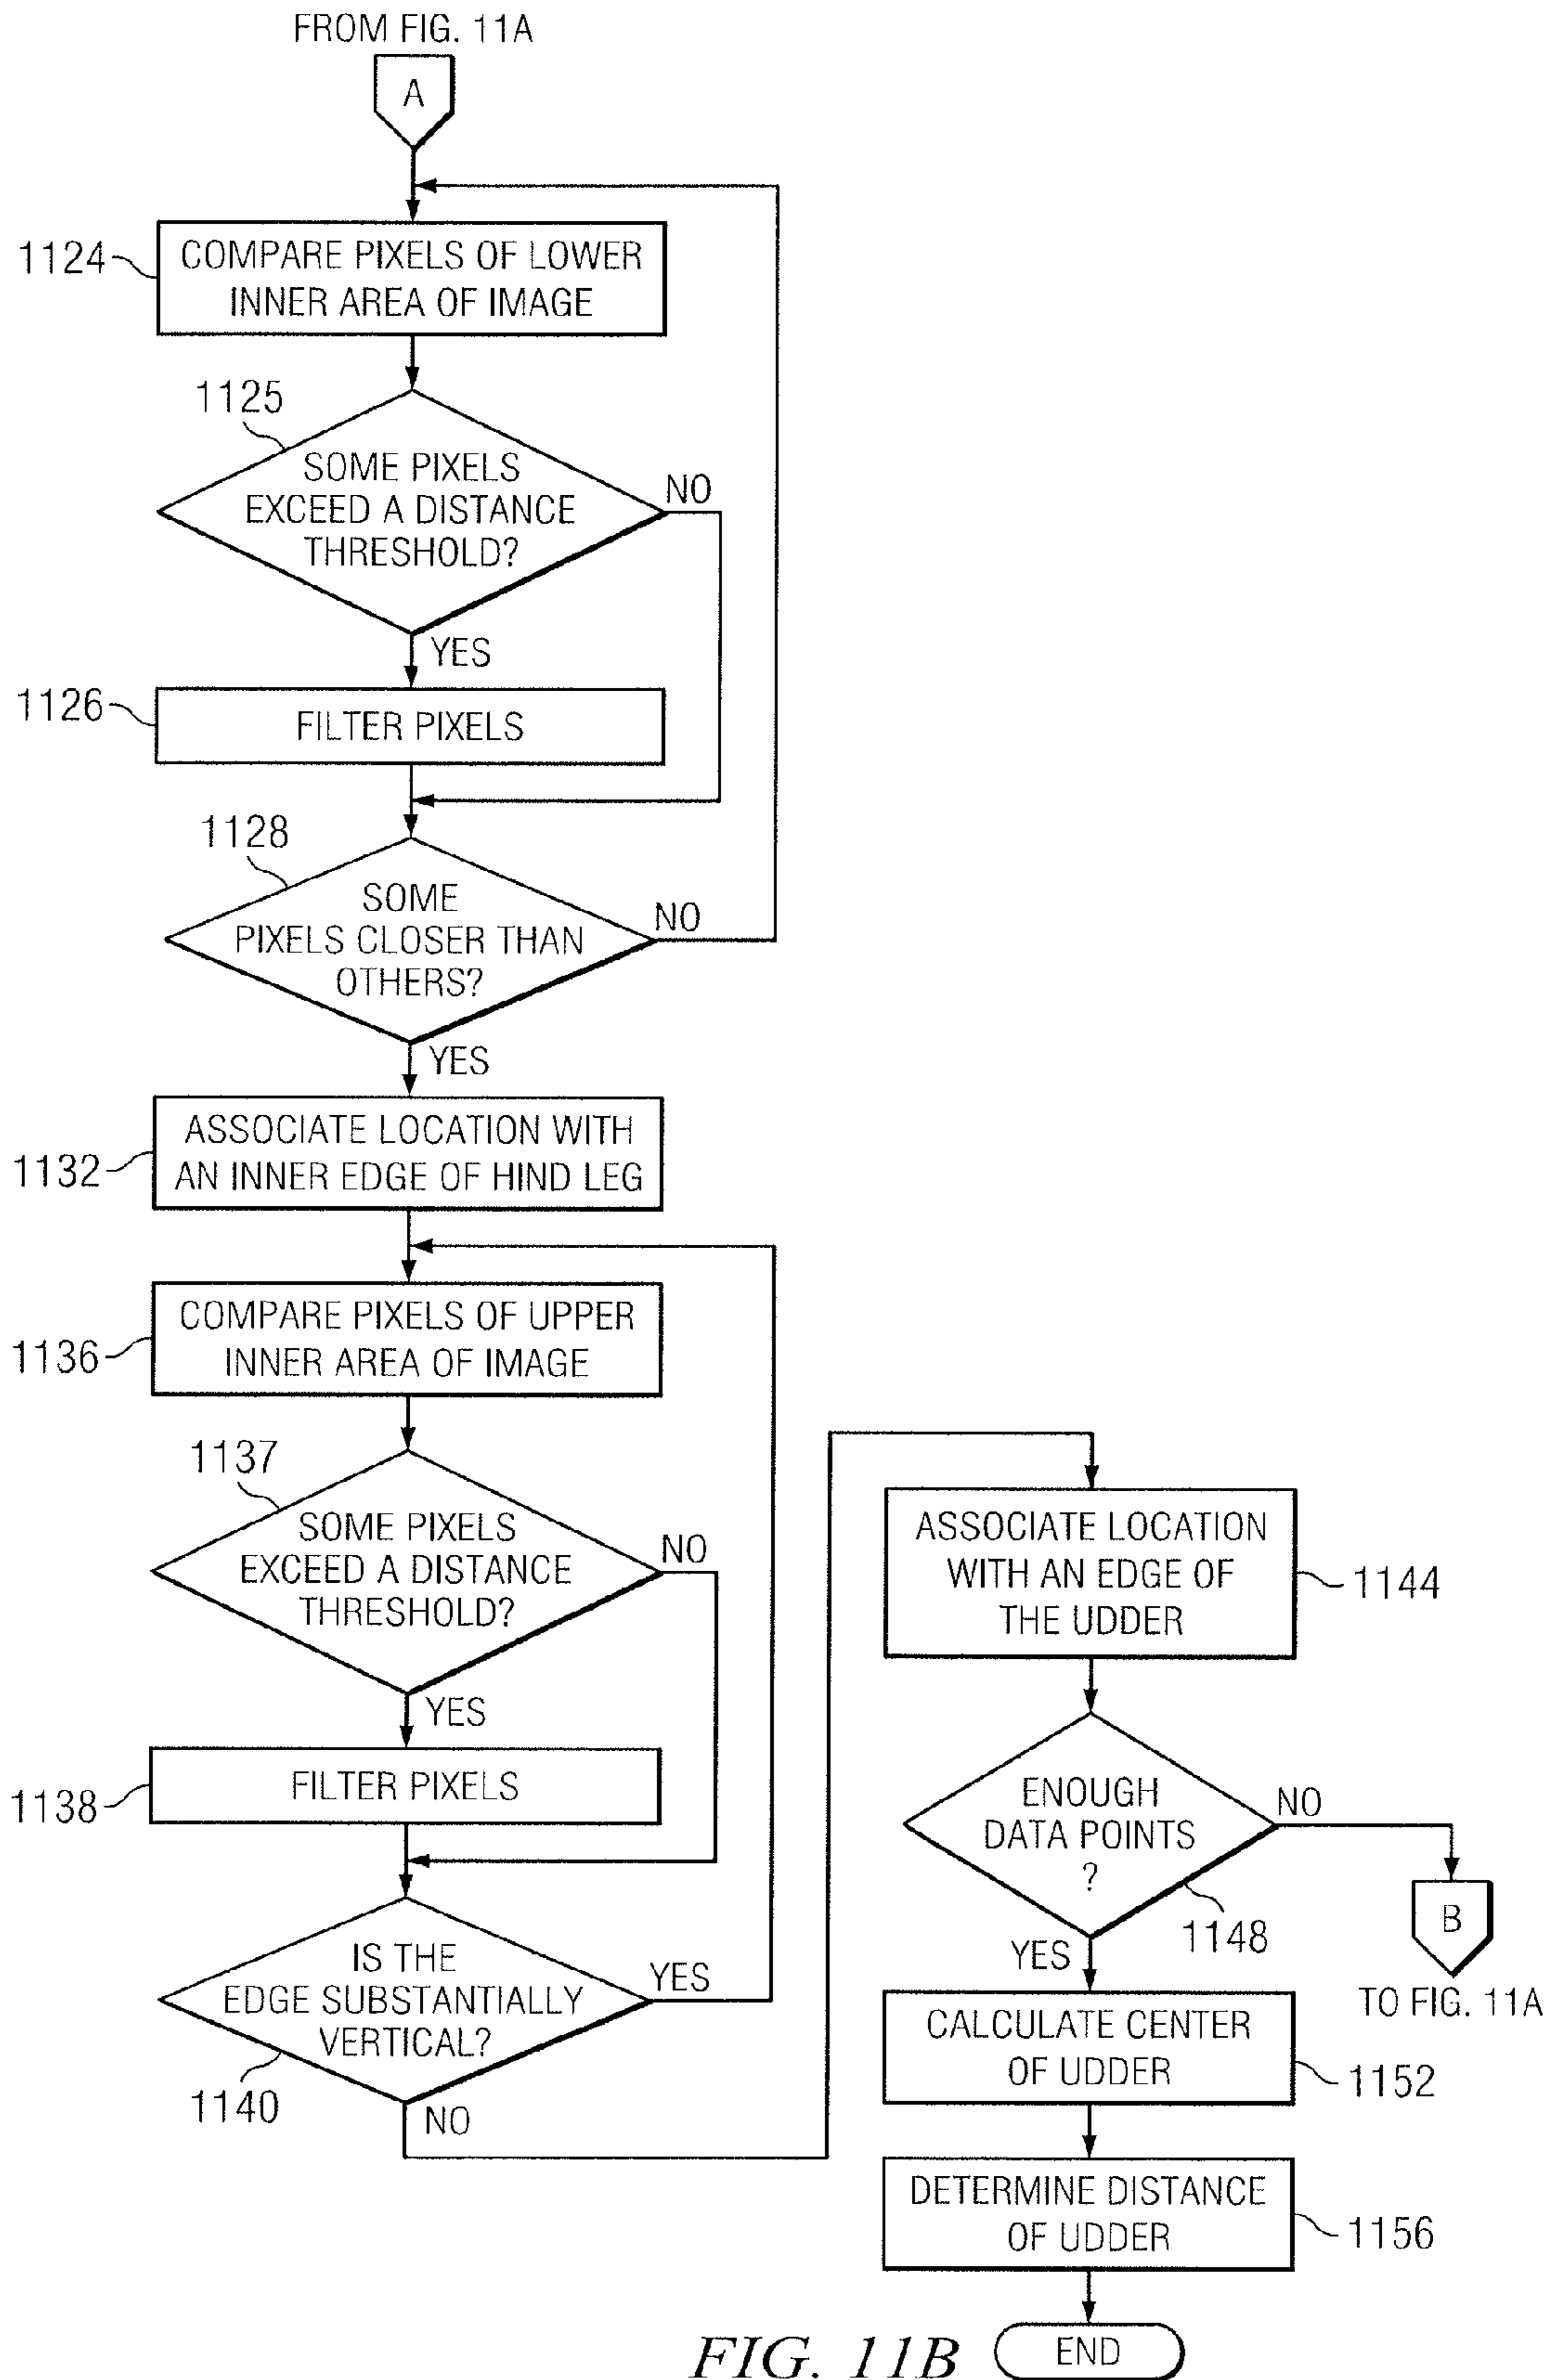 FROM FIG. 11A
A
1124
COMPARE PIXELS OF LOWER
INNER AREA OF IMAGE
1125
SOME PIXELS
EXCEED A DISTANCE
THRESHOLD?
NO
YES
1126
FILTER PIXELS
1128
SOME
PIXELS CLOSER THAN
OTHERS?
NO
YES
1132
ASSOCIATE LOCATION WITH
AN INNER EDGE OF HIND LEG
1136
COMPARE PIXELS OF UPPER
INNER AREA OF IMAGE
1137
SOME PIXELS
EXCEED A DISTANCE
THRESHOLD?
NO
YES
1138
FILTER PIXELS
IS THE
EDGE SUBSTANTIALLY
VERTICAL?
YES
1140
NO
ASSOCIATE LOCATION
WITH AN EDGE OF
THE UDDER
1144
ENOUGH
DATA POINTS
?
NO
1148
YES
B
TO FIG. 11A
CALCULATE CENTER
OF UDDER
1152
DETERMINE DISTANCE
OF UDDER
1156
END
FIG. 11B